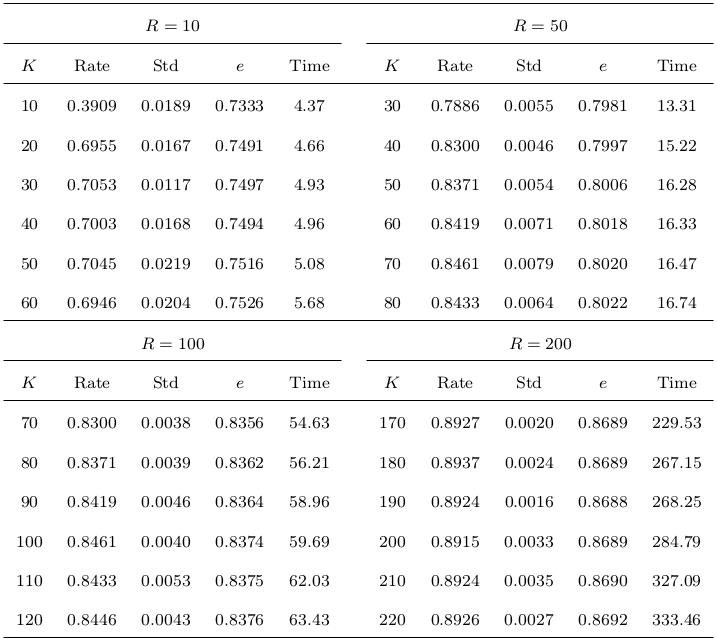 R = 10 R = 50
K Rate Std e Time K Rate Std e Time
10 0.3909 0.0189 0.7333 4.37 30 0.7886 0.0055 0.7981 13.31
20 0.6955 0.0167 0.7491 4.66 40 0.8300 0.0046 0.7997 15.22
30 0.7053 0.0117 0.7497 4.93 50 0.8371 0.0054 0.8006 16.28
40 0.7003 0.0168 0.7494 4.96 60 0.8419 0.0071 0.8018 16.33
50 0.7045 0.0219 0.7516 5.08 70 0.8461 0.0079 0.8020 16.47
60 0.6946 0.0204 0.7526 5.68 80 0.8433 0.0064 0.8022 16.74
R = 100 R = 200
K Rate Std e Time K Rate Std e Time
70 0.8300 0.0038 0.8356 54.63 170 0.8927 0.0020 0.8689 229.53
80 0.8371 0.0039 0.8362 56.21 180 0.8937 0.0024 0.8689 267.15
90 0.8419 0.0046 0.8364 58.96 190 0.8924 0.0016 0.8688 268.25
100 0.8461 0.0040 0.8374 59.69 200 0.8915 0.0033 0.8689 284.79
110 0.8433 0.0053 0.8375 62.03 210 0.8924 0.0035 0.8690 327.09
120 0.8446 0.0043 0.8376 63.43 220 0.8926 0.0027 0.8692 333.46